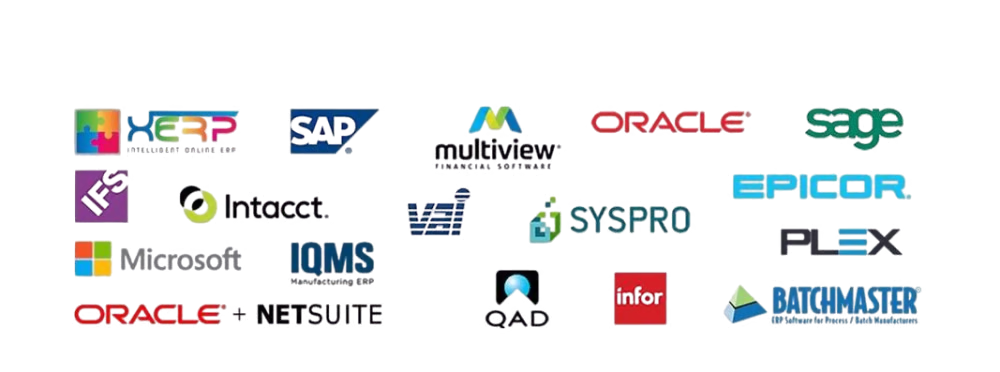 XERP
INTELLIGENT ONLINE ERP
SAP®
multiview®
FINANCIAL SOFTWARE
ORACLE®
sage
IFS
Intacct.
vai
SYSPRO
EPICOR.
Microsoft
IQMS
Manufacturing ERP
PLEX
ORACLE® + NETSUITE
QAD
infor
BATCHMASTER®
ERP Software for Process / Batch Manufacturers